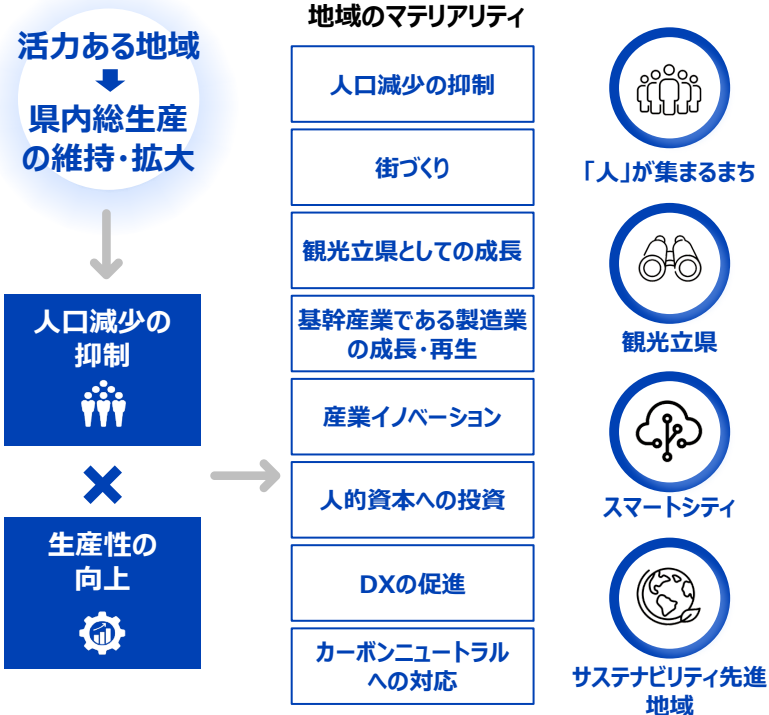 活力ある地域
県内総生産
の維持・拡大
人口減少の
抑制
生産性の
向上
地域のマテリアリティ
人口減少の抑制
街づくり
観光立県としての成長
基幹産業である製造業
の成長・再生
産業イノベーション
人的資本への投資
DXの促進
カーボンニュートラル
への対応
「人」が集まるまち
観光立県
スマートシティ
サステナビリティ先進
地域